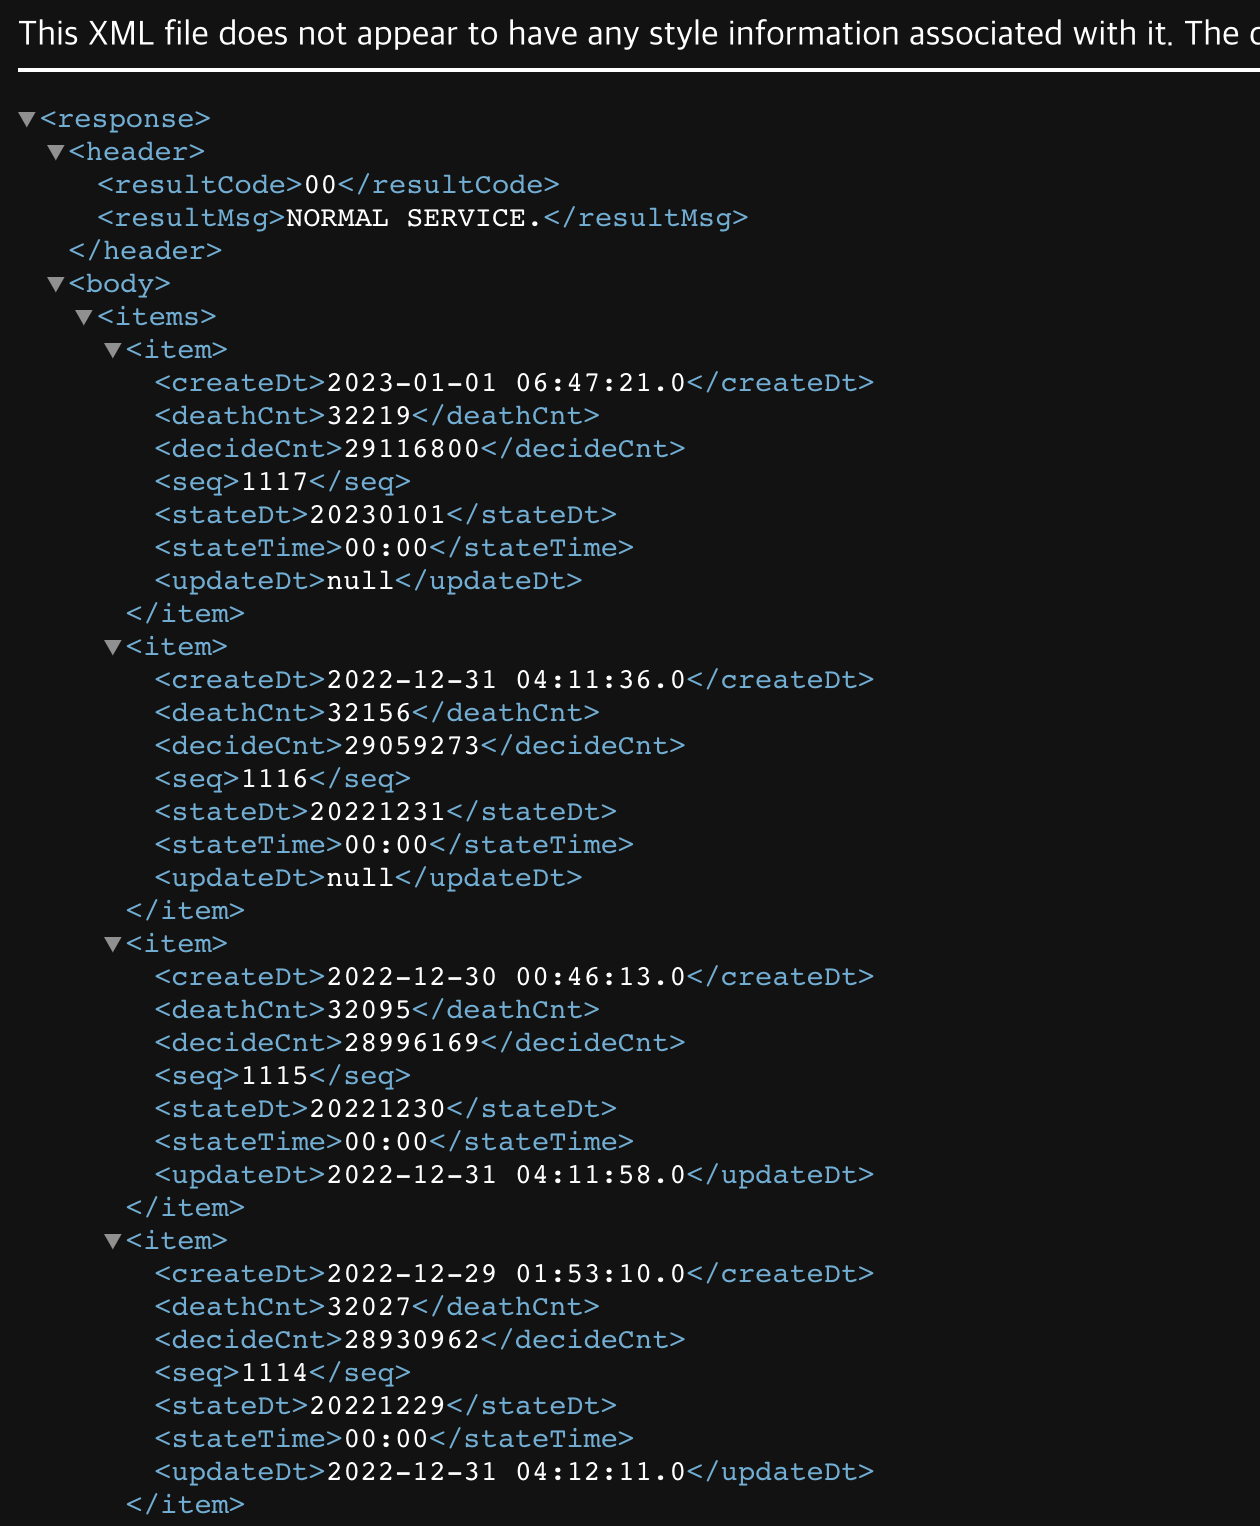 This XML file does not appear to have any style information associated with it. The
▼<response>
▼<header>
<resultCode>00</resultCode>
<resultMsg>NORMAL SERVICE.</resultMsg>
</header>
▼<body>
▼<items>
▼<item>
<createDt>2023-01-01 06:47:21.0</createDt>
<deathCnt>32219</deathCnt>
<decideCnt>29116800</decideCnt>
<seq>1117</seq>
<stateDt>20230101</stateDt>
<stateTime>00:00</stateTime>
<updateDt>null</updateDt>
</item>
▼<item>
<createDt>2022-12-31 04:11:36.0</createDt>
<deathCnt>32156</deathCnt>
<decideCnt>29059273</decideCnt>
<seq>1116</seq>
<stateDt>20221231</stateDt>
<stateTime>00:00</stateTime>
<updateDt>null</updateDt>
</item>
▼<item>
<createDt>2022-12-30 00:46:13.0</createDt>
<deathCnt>32095</deathCnt>
<decideCnt>28996169</decideCnt>
<seq>1115</seq>
<stateDt>20221230</stateDt>
<stateTime>00:00</stateTime>
<updateDt>2022-12-31 04:11:58.0</updateDt>
</item>
▼<item>
<createDt>2022-12-29 01:53:10.0</createDt>
<deathCnt>32027</deathCnt>
<decideCnt>28930962</decideCnt>
<seq>1114</seq>
<stateDt>20221229</stateDt>
<stateTime>00:00</stateTime>
<updateDt>2022-12-31 04:12:11.0</updateDt>
</item>